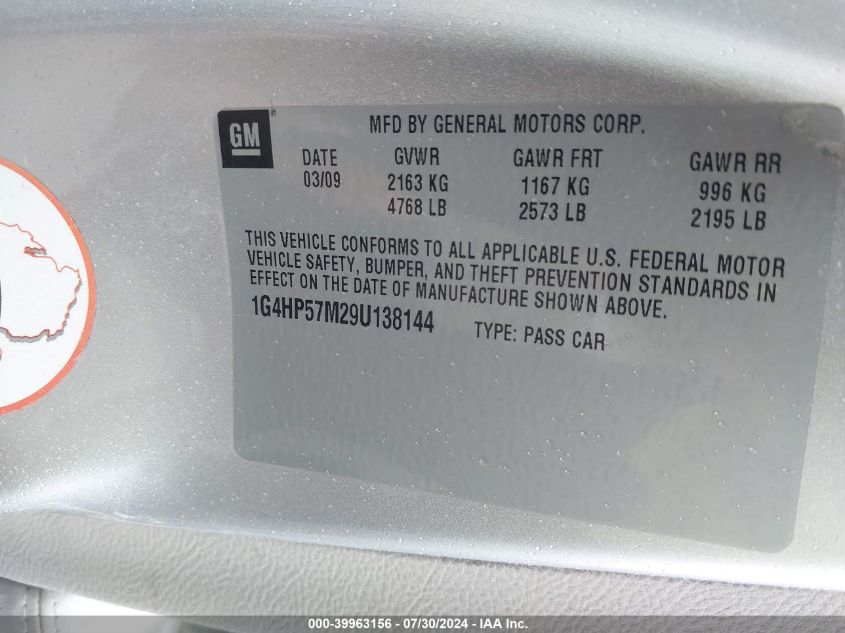 GM
MFD BY GENERAL MOTORS CORP.
DATE GVWR GAWR FRT GAWR RR
03/09 2163 KG 1167 KG 996 KG
4768 LB 2573 LB 2195 LB
THIS VEHICLE CONFORMS TO ALL APPLICABLE U.S. FEDERAL MOTOR
VEHICLE SAFETY, BUMPER, AND THEFT PREVENTION STANDARDS IN
EFFECT ON THE DATE OF MANUFACTURE SHOWN ABOVE.
1G4HP57M29U138144 TYPE: PASS CAR
000-39963156 - 07/30/2024 - IAA Inc.